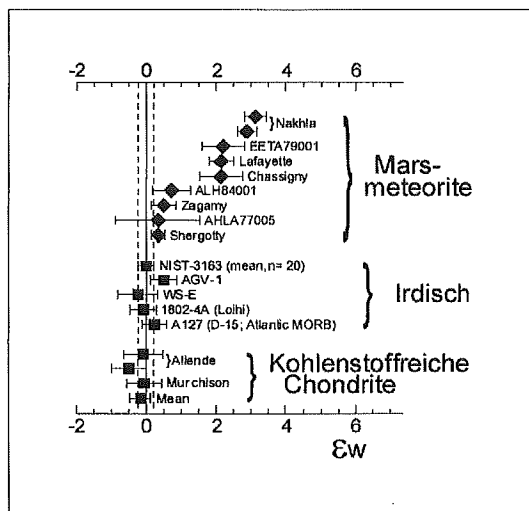 -2 0 2 4 6
Nakhla
EETA79001
Lafayette
Chassigny
ALH84001
Zagamy
AHLA77005
Shergotty
Mars-
meteorite
NIST-3163 (mean, n= 20)
AGV-1
WS-E
1802-4A (Loihi)
A127 (D-15; Atlantic MORB)
Irdisch
Allende
Murchison
Mean
Kohlenstoffreiche
Chondrite
-2 0 2 4 6
εw